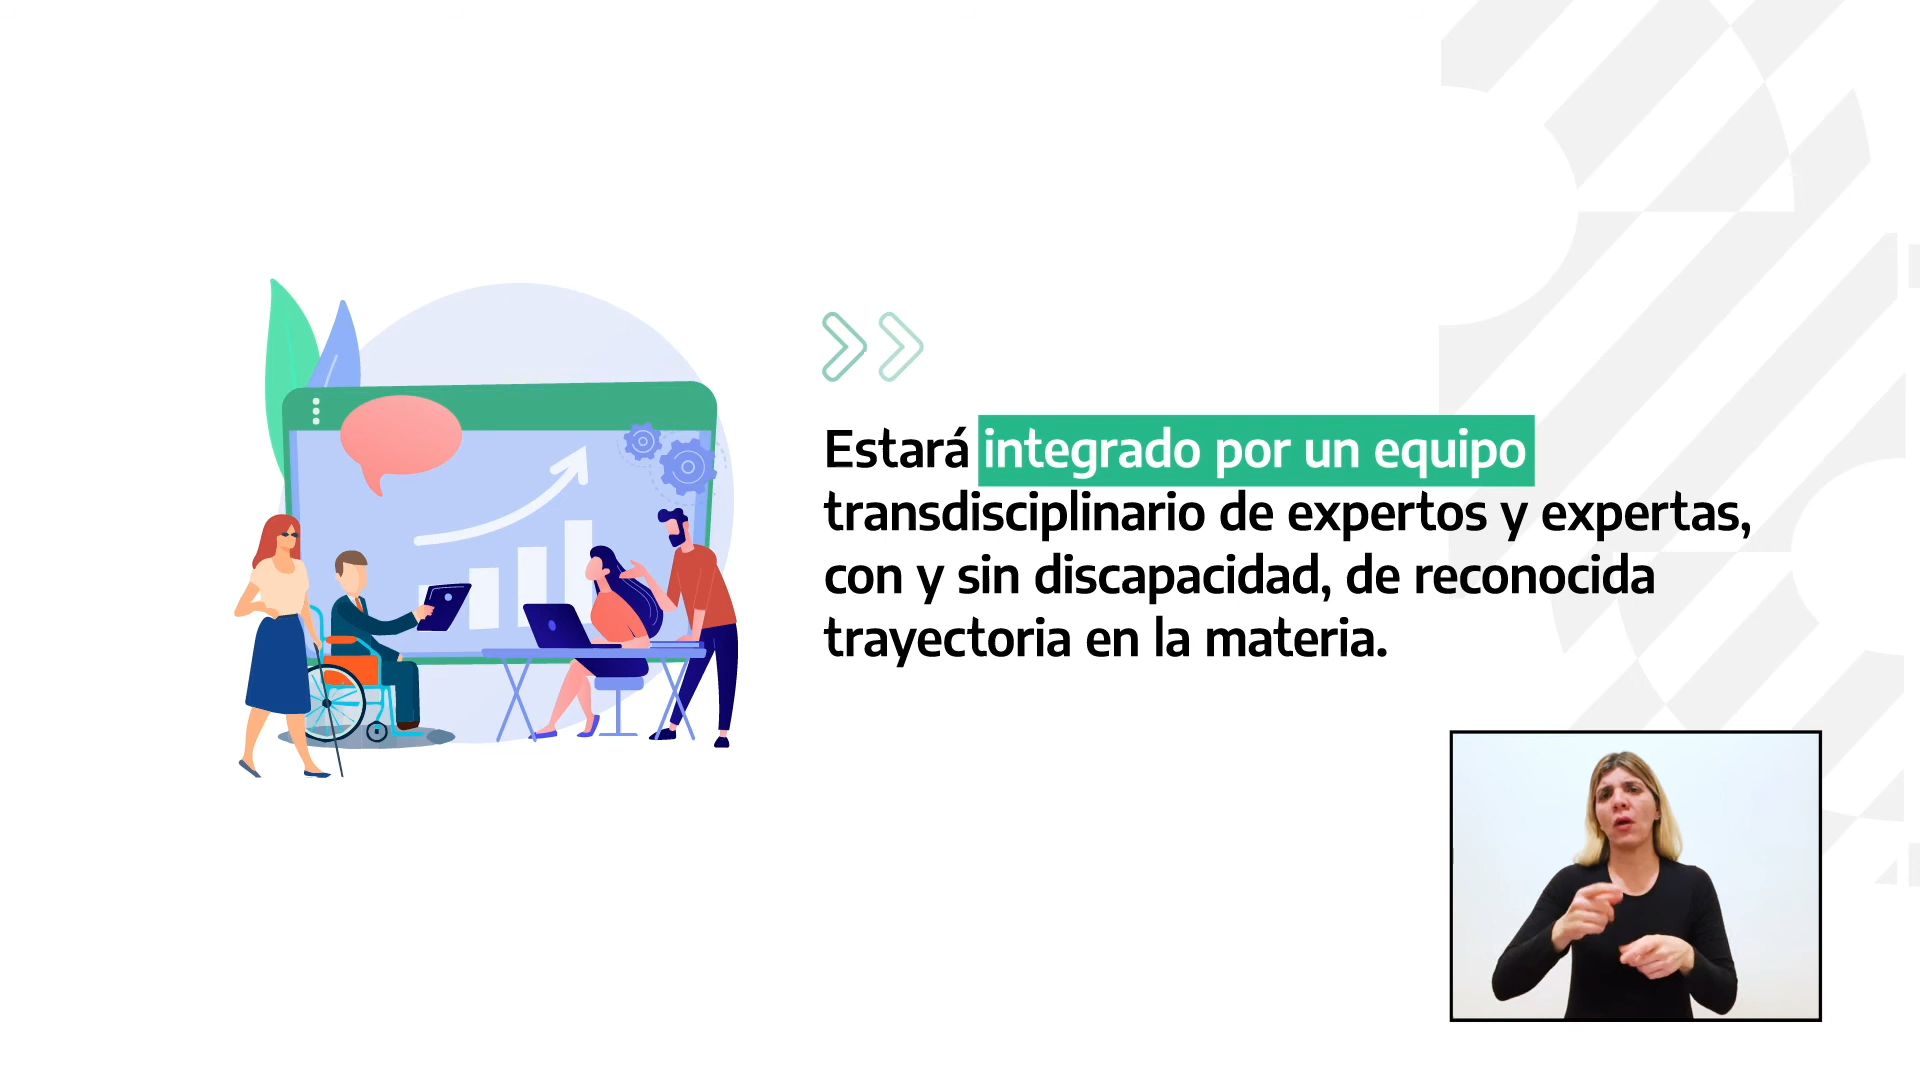 Estará integrado por un equipo
transdisciplinario de expertos y expertas,
con y sin discapacidad, de reconocida
trayectoria en la materia.